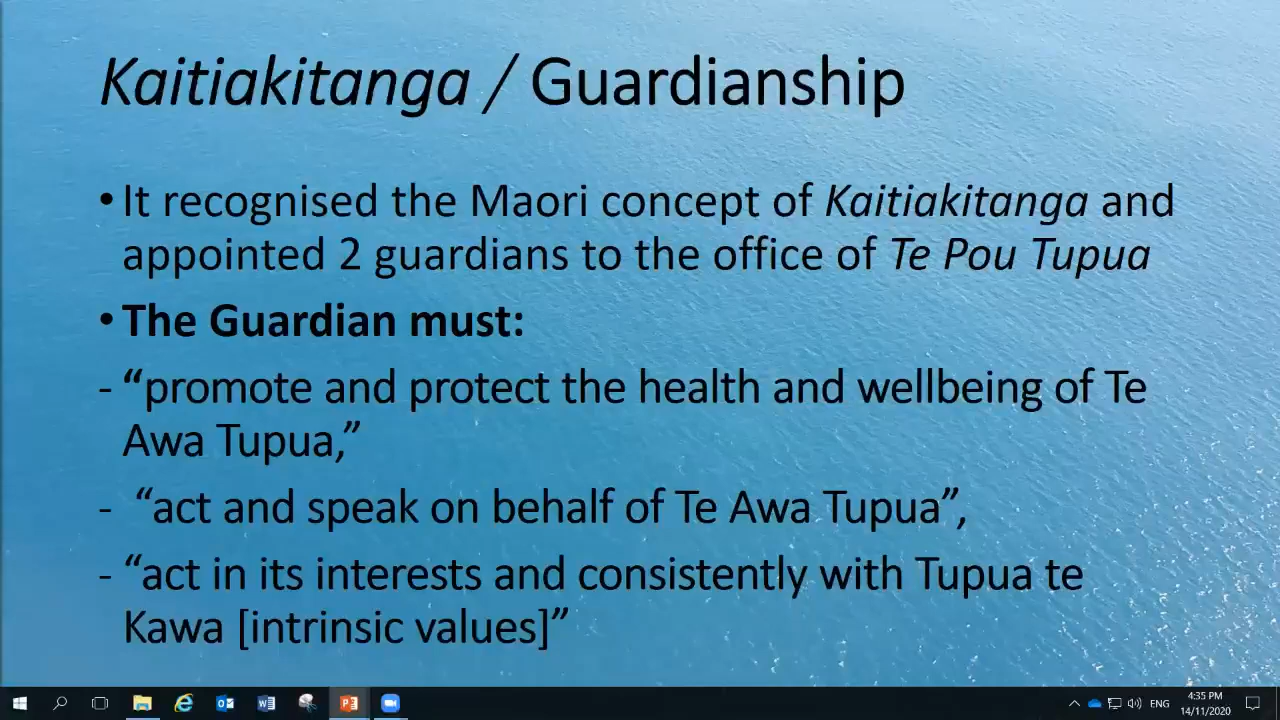 Kaitiakitanga / Guardianship
• It recognised the Maori concept of Kaitiakitanga and
appointed 2 guardians to the office of Te Pou Tupua
• The Guardian must:
- “promote and protect the health and wellbeing of Te
Awa Tupua,”
- “act and speak on behalf of Te Awa Tupua”,
- “act in its interests and consistently with Tupua te
Kawa [intrinsic values]”
ENG
4:35 PM
14/11/2020